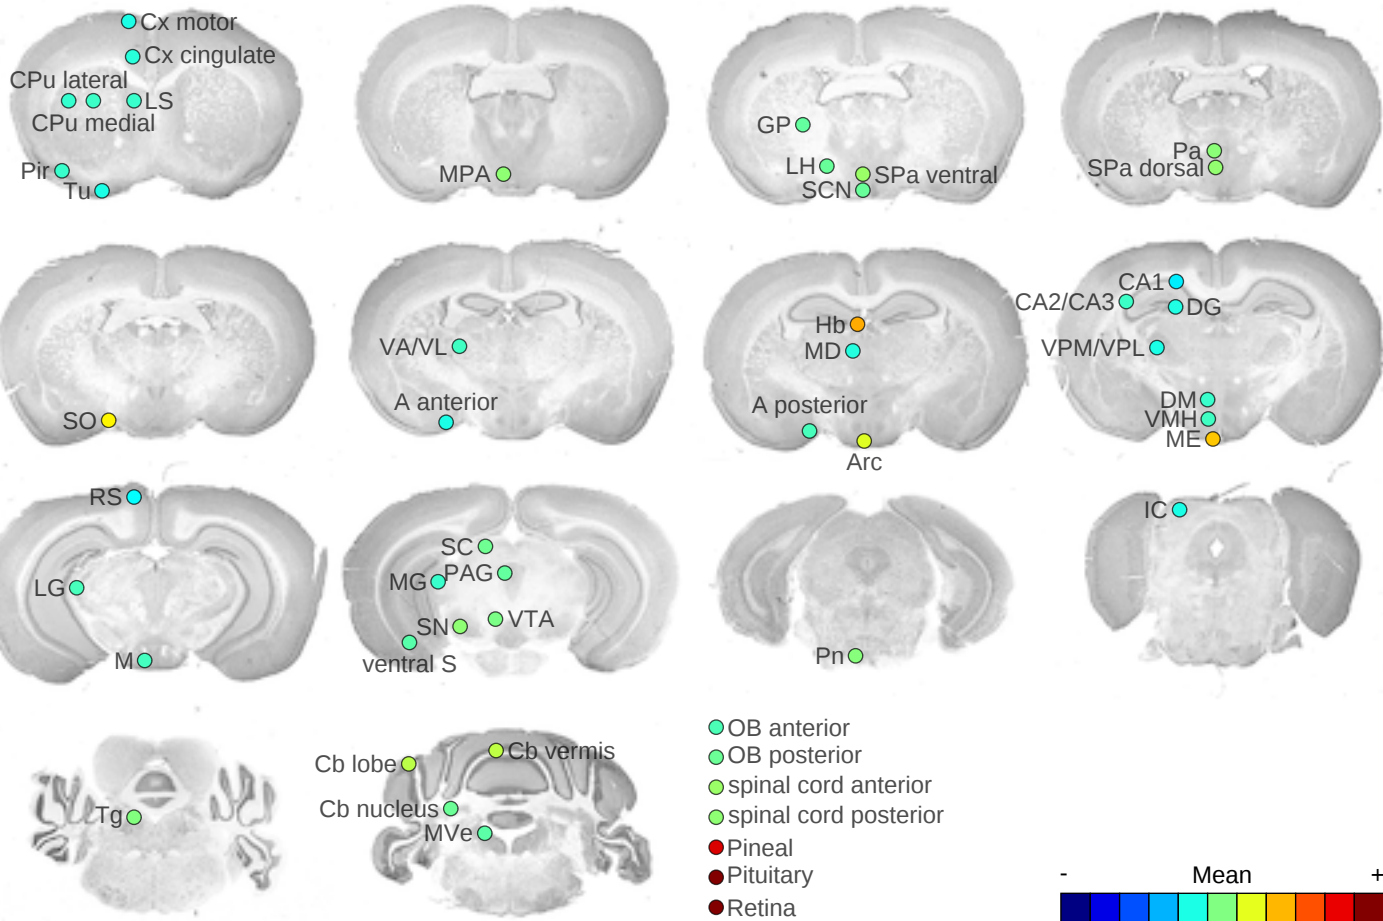 Cx motor
Cx cingulate
CPu lateral
LS
CPu medial
Pir
Tu
MPA
GP
LH
SPa ventral
SCN
Pa
SPa dorsal
SO
VA/VL
A anterior
Hb
MD
A posterior
Arc
CA1
CA2/CA3
DG
VPM/VPL
DM
VMH
ME
RS
LG
M
SC
PAG
MG
SN
VTA
ventral S
Pn
IC
Tg
Cb vermis
Cb lobe
Cb nucleus
MVe
OB anterior
OB posterior
spinal cord anterior
spinal cord posterior
Pineal
Pituitary
Retina
- Mean +